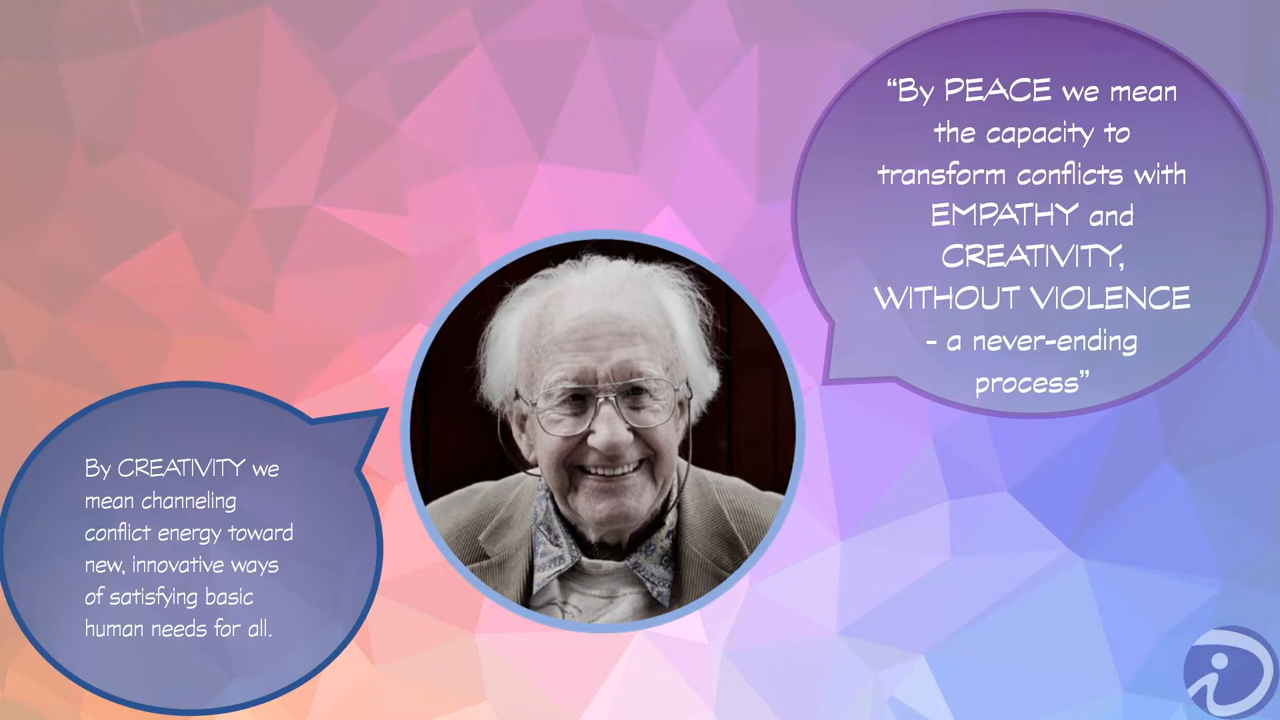 “By PEACE we mean
the capacity to
transform conflicts with
EMPATHY and
CREATIVITY,
WITHOUT VIOLENCE
- a never-ending
process”
By CREATIVITY we
mean channeling
conflict energy toward
new, innovative ways
of satisfying basic
human needs for all.